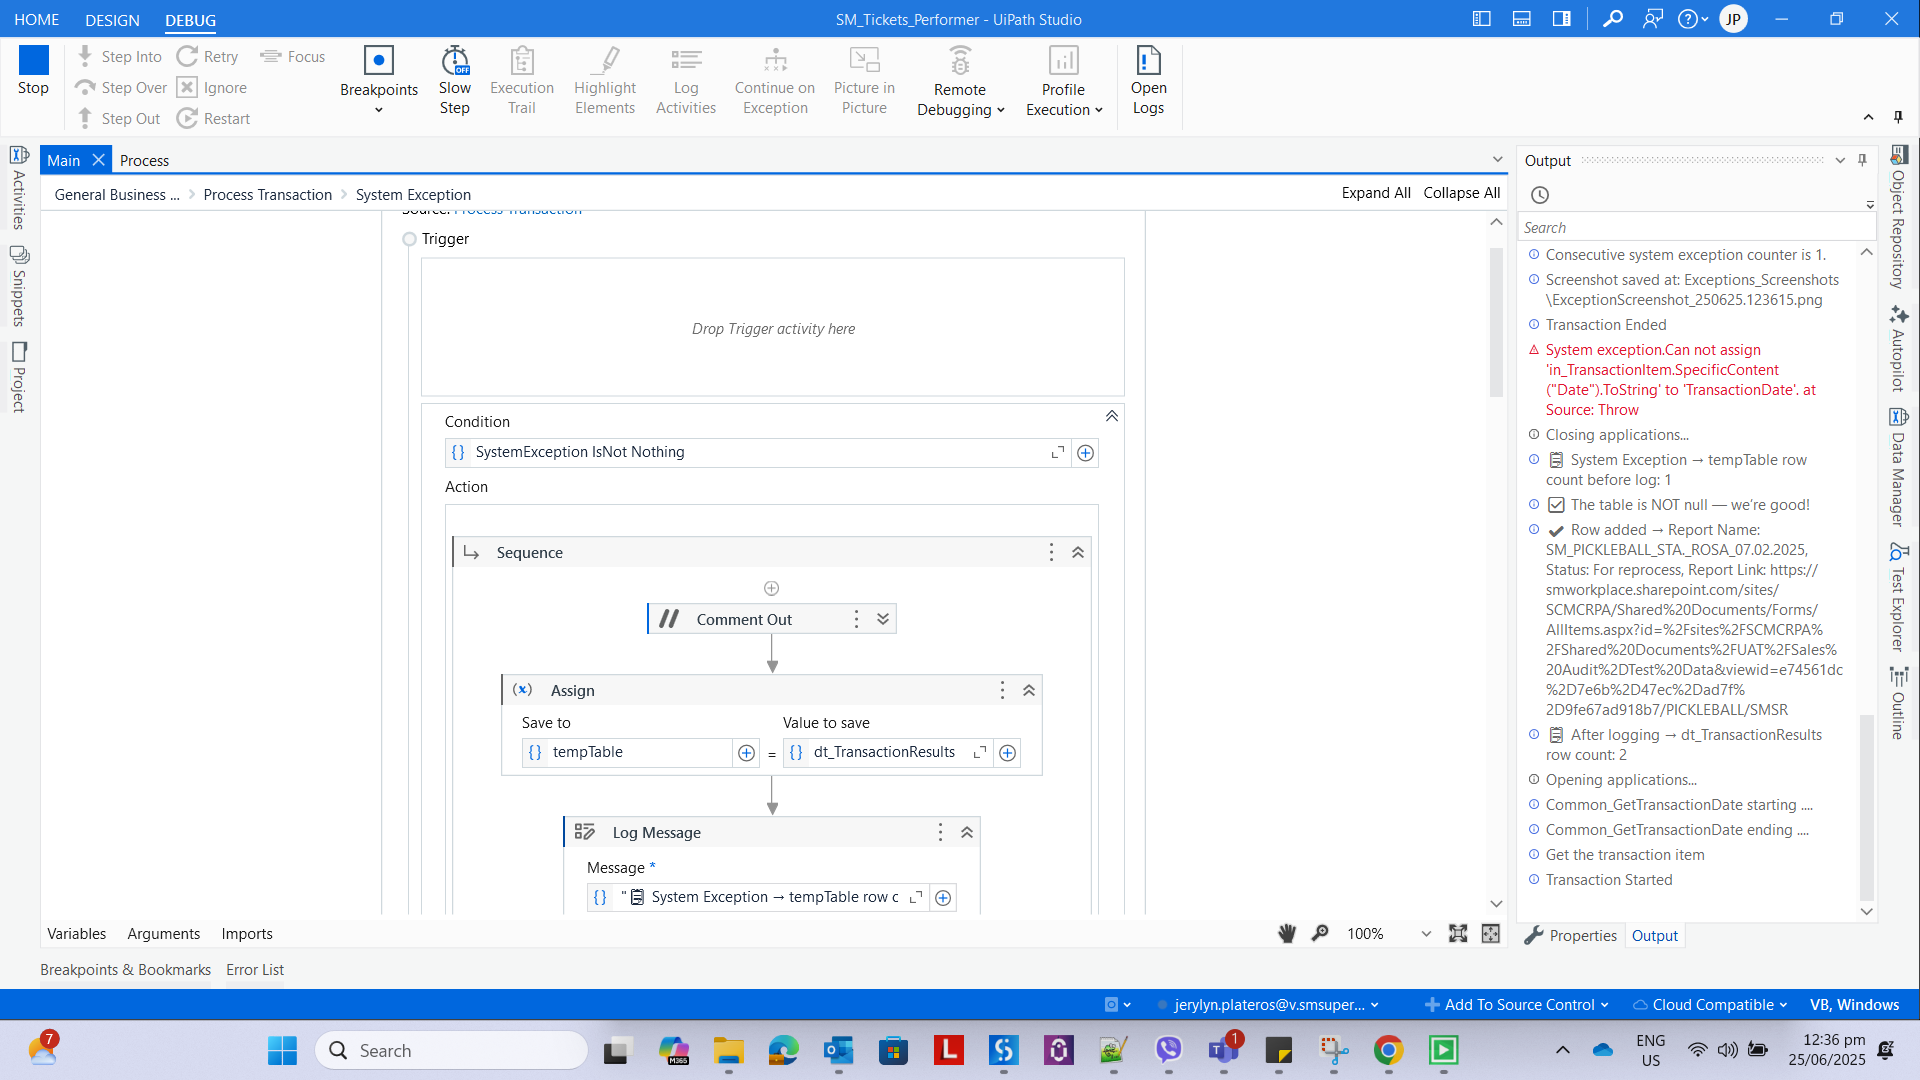 HOME
DESIGN
DEBUG
SM_Tickets_Performer - UiPath Studio
JP
Stop
Step Into
Step Over
Step Out
Retry
Ignore
Restart
Focus
Breakpoints
OFF
Slow
Step
Execution
Trail
Highlight
Elements
Log
Activities
Continue on
Exception
Picture in
Picture
Remote
Debugging
Profile
Execution
Open
Logs
Activities
Snippets
Project
Main
Process
General Business ...
Process Transaction
System Exception
Expand All
Collapse All
Source: Process Transaction
Trigger
Drop Trigger activity here
Condition
{} SystemException IsNot Nothing
Action
Sequence
// Comment Out
(x) Assign
Save to
Value to save
{} tempTable
=
{} dt_TransactionResults
Log Message
Message *
{} " System Exception → tempTable row c
Variables
Arguments
Imports
100%
Breakpoints & Bookmarks
Error List
Output
Search
Consecutive system exception counter is 1.
Screenshot saved at: Exceptions_Screenshots
\ExceptionScreenshot_250625.123615.png
Transaction Ended
System exception.Can not assign
'in_TransactionItem.SpecificContent
("Date").ToString' to 'TransactionDate'. at
Source: Throw
Closing applications...
System Exception → tempTable row
count before log: 1
The table is NOT null — we're good!
Row added → Report Name:
SM_PICKLEBALL_STA._ROSA_07.02.2025,
Status: For reprocess, Report Link: https://
smworkplace.sharepoint.com/sites/
SCMCRPA/Shared%20Documents/Forms/
AllItems.aspx?id=%2Fsites%2FSCMCRPA%
2FShared%20Documents%2FUAT%2FSales%
20Audit%2DTest%20Data&viewid=e74561dc
%2D7e6b%2D47ec%2Dad7f%
2D9fe67ad918b7/PICKLEBALL/SMSR
After logging → dt_TransactionResults
row count: 2
Opening applications...
Common_GetTransactionDate starting ....
Common_GetTransactionDate ending ....
Get the transaction item
Transaction Started
Properties
Output
Object Repository
Autopilot
Data Manager
Test Explorer
Outline
jerylyn.plateros@v.smsuper...
Add To Source Control
Cloud Compatible
VB, Windows
7
Search
M365
L
1
ENG
US
12:36 pm
25/06/2025